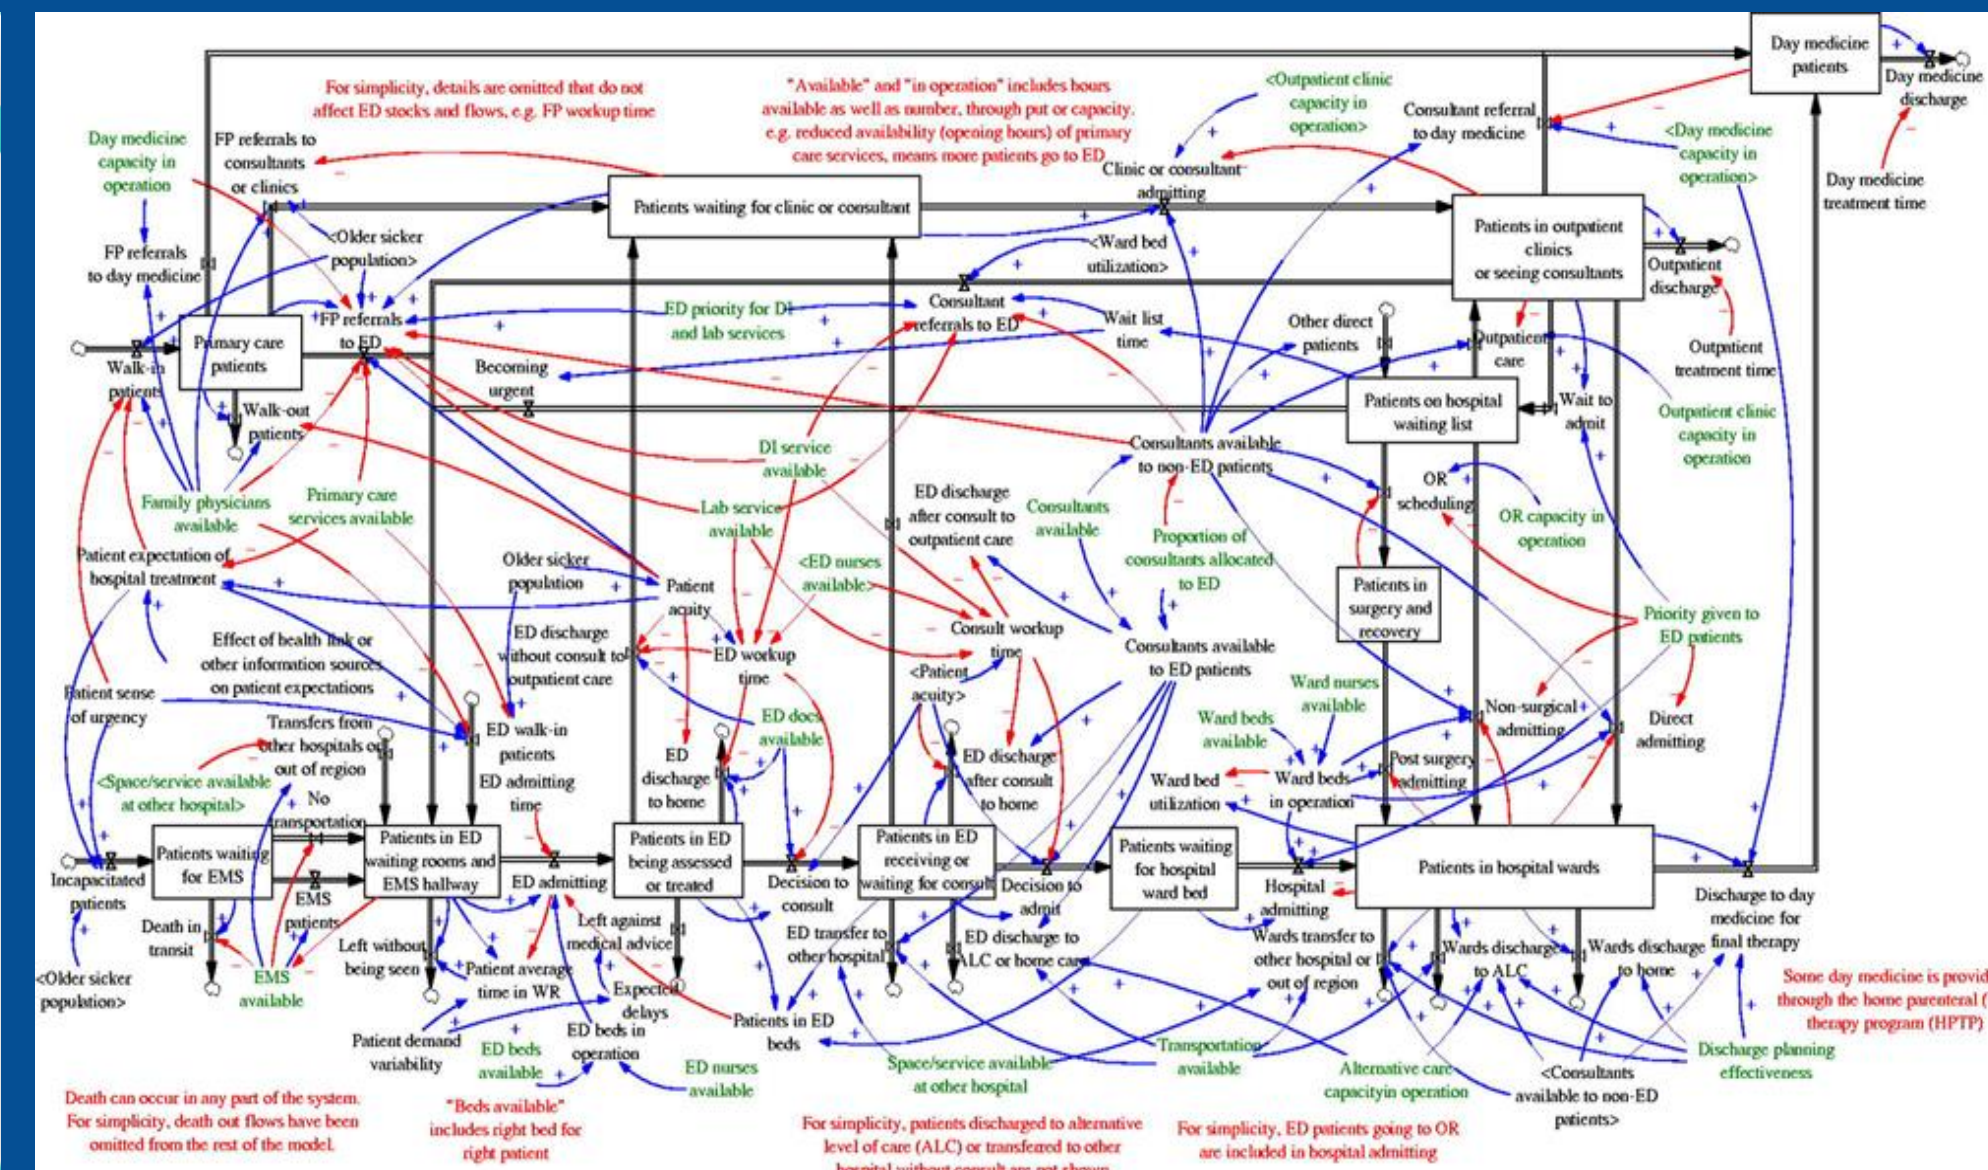 Day medicine
patients
Day medicine
discharge
For simplicity, details are omitted that do not
affect ED stocks and flows, e.g. FP workup time
"Available" and "in operation" includes hours
available as well as number, through put or capacity.
e.g. reduced availability (opening hours) of primary
care services, means more patients go to ED
<Outpatient clinic
capacity in
operation>
Consultant referral
to day medicine
<Day medicine
capacity in
operation>
Day medicine
treatment time
Day medicine
capacity in
operation
FP referrals to
consultants
or clinics
Patients waiting for clinic or consultant
Clinic or consultant
admitting
Patients in outpatient
clinics
or seeing consultants
Outpatient
discharge
<Older sicker
population>
FP referrals
to day medicine
<Ward bed
utilization>
FP referrals
to ED
ED priority for DI
and lab services
Consultant
referrals to ED
Wait list
time
Other direct
patients
Outpatient
care
Outpatient
treatment time
Primary care
patients
Walk-in
patients
Walk-out
patients
Becoming
urgent
Patients on hospital
waiting list
Wait to
admit
Outpatient clinic
capacity in
operation
DI service
available
Consultants available
to non-ED patients
Family physicians
available
Primary care
services available
Lab service
available
ED discharge
after consult to
outpatient care
Consultants
available
OR
scheduling
OR capacity in
operation
Proportion of
consultants allocated
to ED
Patient expectation of
hospital treatment
Older sicker
population
Patient
acuity
<ED nurses
available>
Patients in
surgery and
recovery
Priority given to
ED patients
Effect of health link or
other information sources
on patient expectations
ED discharge
without consult to
outpatient care
ED workup
time
Consult workup
time
Consultants available
to ED patients
<Patient
acuity>
Patient sense
of urgency
Transfers from
other hospitals or
out of region
ED walk-in
patients
ED docs
available
Ward nurses
available
Ward beds
available
Non-surgical
admitting
Direct
admitting
<Space/service available
at other hospital>
No
transportation
ED admitting
time
ED
discharge
to home
ED discharge
after consult
to home
Ward bed
utilization
Ward beds
in operation
Post surgery
admitting
Patients waiting
for EMS
Patients in ED
waiting rooms and
EMS hallway
Patients in ED
being assessed
or treated
Patients in ED
receiving or
waiting for consult
Patients waiting
for hospital
ward bed
Patients in hospital wards
Incapacitated
patients
EMS
patients
ED admitting
Decision to
consult
Decision to
admit
Hospital
admitting
Discharge to day
medicine for
final therapy
Death in
transit
EMS
available
Left without
being seen
Left against
medical advice
Patient average
time in WR
Expected
delays
ED transfer to
other hospital
ED discharge to
ALC or home care
Wards transfer to
other hospital or
out of region
Wards discharge
to ALC
Wards discharge
to home
<Older sicker
population>
Patient demand
variability
ED beds
available
ED beds in
operation
ED nurses
available
Patients in ED
beds
Space/service available
at other hospital
Transportation
available
Alternative care
capacityin operation
<Consultants
available to non-ED
patients>
Discharge planning
effectiveness
Some day medicine is provid
through the home parenteral (
therapy program (HPTP)
Death can occur in any part of the system.
For simplicity, death out flows have been
omitted from the rest of the model.
"Beds available"
includes right bed for
right patient
For simplicity, patients discharged to alternative
level of care (ALC) or transferred to other
hospital without consult are not shown
For simplicity, ED patients going to OR
are included in hospital admitting